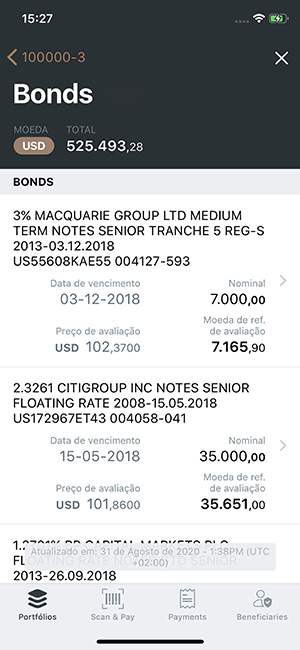 15:27
100000-3
Bonds
MOEDA TOTAL
USD 525.493,28
BONDS
3% MACQUARIE GROUP LTD MEDIUM
TERM NOTES SENIOR TRANCHE 5 REG-S
2013-03.12.2018
US55608KAE55 004127-593
Data de vencimento Nominal
03-12-2018 7.000,00
Preço de avaliação Moeda de ref. de avaliação
USD 102,3700 7.165,90
2.3261 CITIGROUP INC NOTES SENIOR
FLOATING RATE 2008-15.05.2018
US172967ET43 004058-041
Data de vencimento Nominal
15-05-2018 35.000,00
Preço de avaliação Moeda de ref. de avaliação
USD 101,8600 35.651,00
BP CAPITAL MARKETS PLC
Atualizado em: 31 de Agosto de 2020 - 1:38PM (UTC
+02:00)
FLOATING RATE NOTES SENIOR
2013-26.09.2018
Portfólios Scan & Pay Payments Beneficiaries